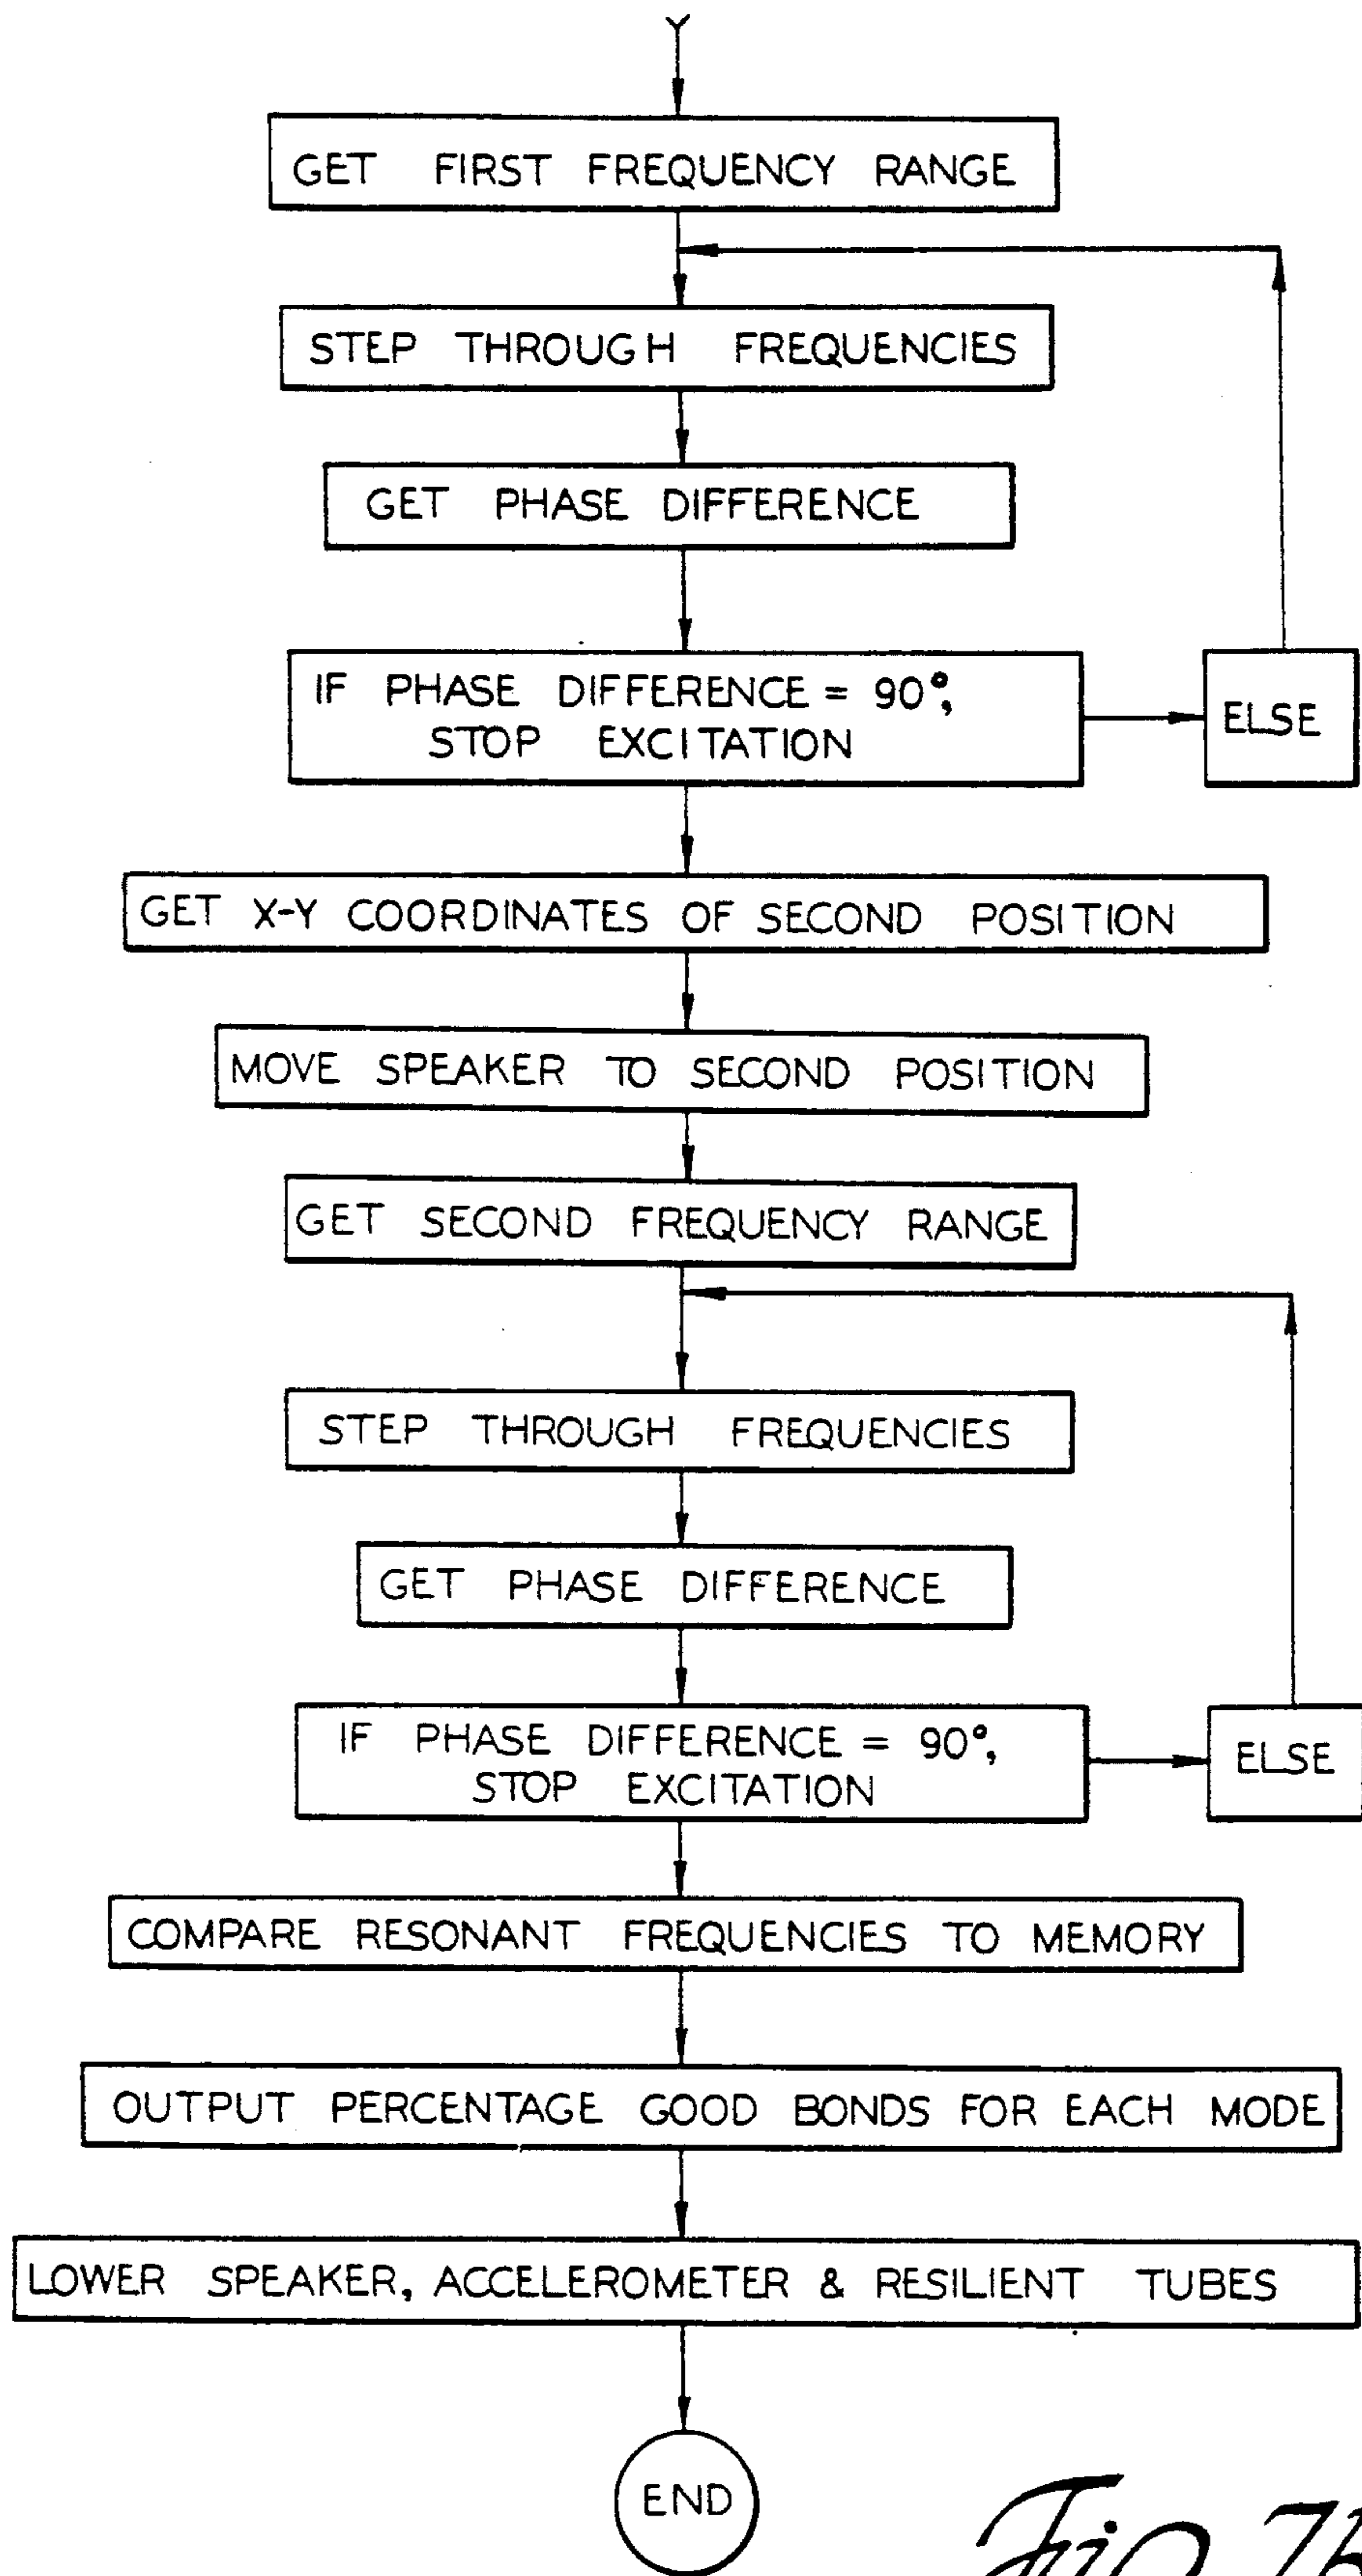 GET FIRST FREQUENCY RANGE
STEP THROUGH FREQUENCIES
GET PHASE DIFFERENCE
IF PHASE DIFFERENCE = 90°,
STOP EXCITATION
ELSE
GET X-Y COORDINATES OF SECOND POSITION
MOVE SPEAKER TO SECOND POSITION
GET SECOND FREQUENCY RANGE
STEP THROUGH FREQUENCIES
GET PHASE DIFFERENCE
IF PHASE DIFFERENCE = 90°,
STOP EXCITATION
ELSE
COMPARE RESONANT FREQUENCIES TO MEMORY
OUTPUT PERCENTAGE GOOD BONDS FOR EACH MODE
LOWER SPEAKER, ACCELEROMETER & RESILIENT TUBES
END
Fig. 7b